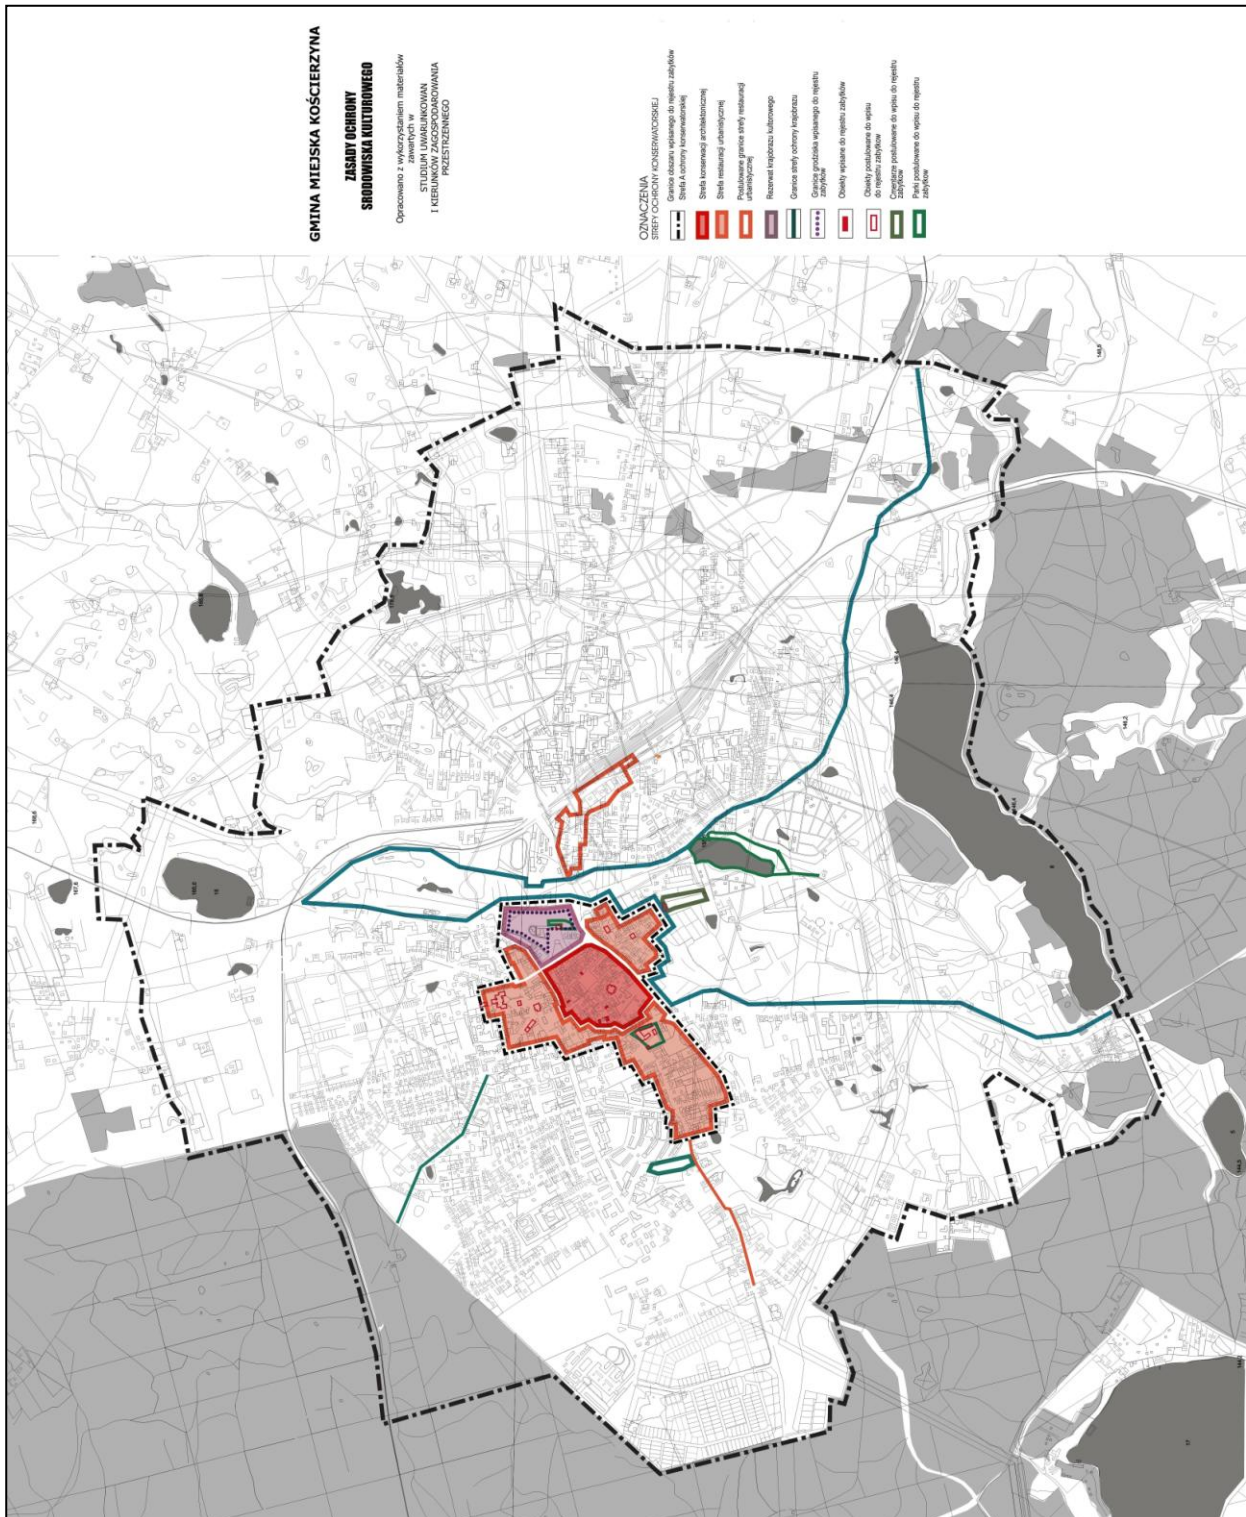 GMINA MIEJSKA KOŚCIERZYNA
ZASADY OCHRONY
ŚRODOWISKA KULTUROWEGO
Opracowano z wykorzystaniem materiałów
zawartych w
STUDIUM UWARUNKOWAŃ
I KIERUNKÓW ZAGOSPODAROWANIA
PRZESTRZENNEGO
OZNACZENIA
STREFY OCHRONY KONSERWATORSKIEJ
Granice obszaru wpisanego do rejestru zabytków
Strefa A ochrony konserwatorskiej
Strefa konserwacji architektonicznej
Strefa restauracji urbanistycznej
Postulowane granice strefy restauracji
urbanistycznej
Rezerwat krajobrazu kulturowego
Granice strefy ochrony krajobrazu
Granice grodziska wpisanego do rejestru
zabytków
Obiekty wpisane do rejestru zabytków
Obiekty postulowane do wpisu
do rejestru zabytków
Cmentarze postulowane do wpisu do rejestru
zabytków
Parki postulowane do wpisu do rejestru
zabytków